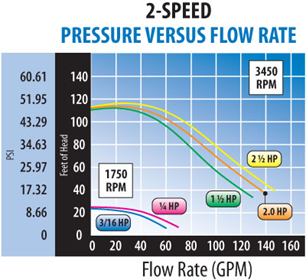 2-SPEED
PRESSURE VERSUS FLOW RATE
3450
RPM
60.61 140
51.95 120
43.29 100
34.63 80
25.97 60
17.32 40
8.66 20
0 0
PSI
Feet of Head
1750
RPM
2 ½ HP
¼ HP
1 ½ HP
3/16 HP
2.0 HP
0 20 40 60 80 100 120 140 160
Flow Rate (GPM)